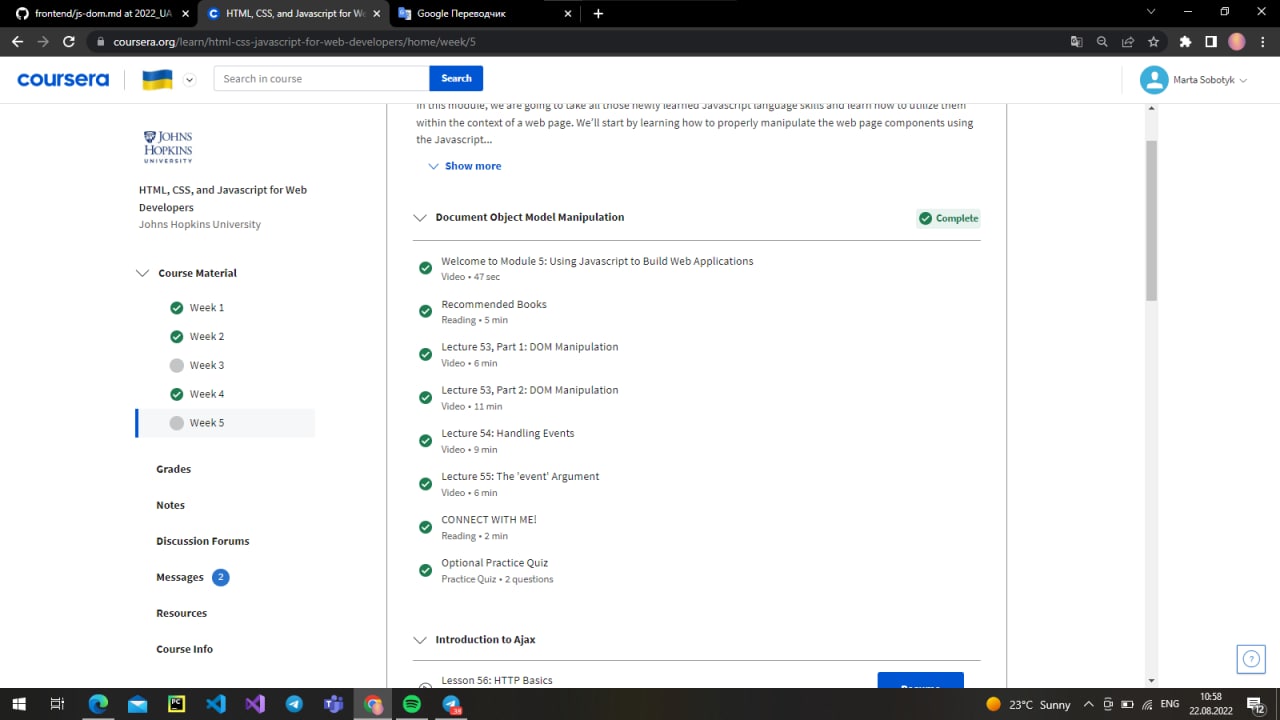 frontend/js-dom.md at 2022_UA
HTML, CSS, and Javascript for We
Google Переводчик
coursera.org/learn/html-css-javascript-for-web-developers/home/week/5
coursera
Search in course
Search
Marta Sobotyk
JOHNS
HOPKINS
UNIVERSITY
HTML, CSS, and Javascript for Web
Developers
Johns Hopkins University
Course Material
Week 1
Week 2
Week 3
Week 4
Week 5
Grades
Notes
Discussion Forums
Messages 2
Resources
Course Info
In this module, we are going to take all those newly learned Javascript language skills and learn how to utilize them
within the context of a web page. We'll start by learning how to properly manipulate the web page components using
the Javascript...
Show more
Document Object Model Manipulation
Complete
Welcome to Module 5: Using Javascript to Build Web Applications
Video • 47 sec
Recommended Books
Reading • 5 min
Lecture 53, Part 1: DOM Manipulation
Video • 6 min
Lecture 53, Part 2: DOM Manipulation
Video • 11 min
Lecture 54: Handling Events
Video • 9 min
Lecture 55: The 'event' Argument
Video • 6 min
CONNECT WITH ME!
Reading • 2 min
Optional Practice Quiz
Practice Quiz • 2 questions
Introduction to Ajax
Lesson 56: HTTP Basics
Resume
23°C Sunny
ENG
10:58
22.08.2022
12